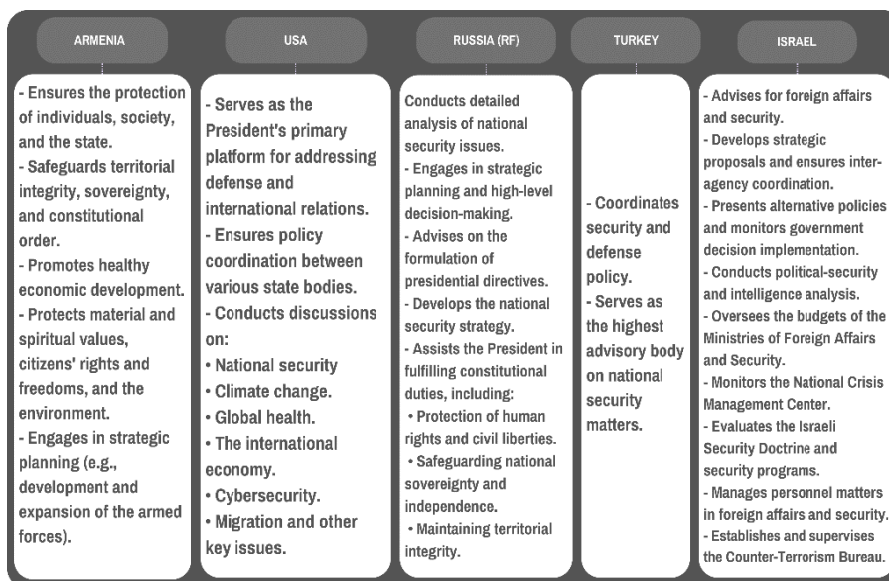 ARMENIA
- Ensures the protection
of individuals, society,
and the state.
- Safeguards territorial
integrity, sovereignty,
and constitutional
order.
- Promotes healthy
economic development.
- Protects material and
spiritual values,
citizens' rights and
freedoms, and the
environment.
- Engages in strategic
planning (e.g.,
development and
expansion of the armed
forces).
USA
- Serves as the
President's primary
platform for addressing
defense and
international relations.
- Ensures policy
coordination between
various state bodies.
- Conducts discussions
on:
• National security
• Climate change.
• Global health.
• The international
economy.
• Cybersecurity.
• Migration and other
key issues.
RUSSIA (RF)
Conducts detailed
analysis of national
security issues.
- Engages in strategic
planning and high-level
decision-making.
- Advises on the
formulation of
presidential directives.
- Develops the national
security strategy.
- Assists the President in
fulfilling constitutional
duties, including:
• Protection of human
rights and civil liberties.
• Safeguarding national
sovereignty and
independence.
• Maintaining territorial
integrity.
TURKEY
- Coordinates
security and
defense
policy.
- Serves as
the highest
advisory body
on national
security
matters.
ISRAEL
- Advises for foreign affairs
and security.
- Develops strategic
proposals and ensures inter-
agency coordination.
- Presents alternative policies
and monitors government
decision implementation.
- Conducts political-security
and intelligence analysis.
- Oversees the budgets of the
Ministries of Foreign Affairs
and Security.
- Monitors the National Crisis
Management Center.
- Evaluates the Israeli
Security Doctrine and
security programs.
- Manages personnel matters
in foreign affairs and security.
- Establishes and supervises
the Counter-Terrorism Bureau.